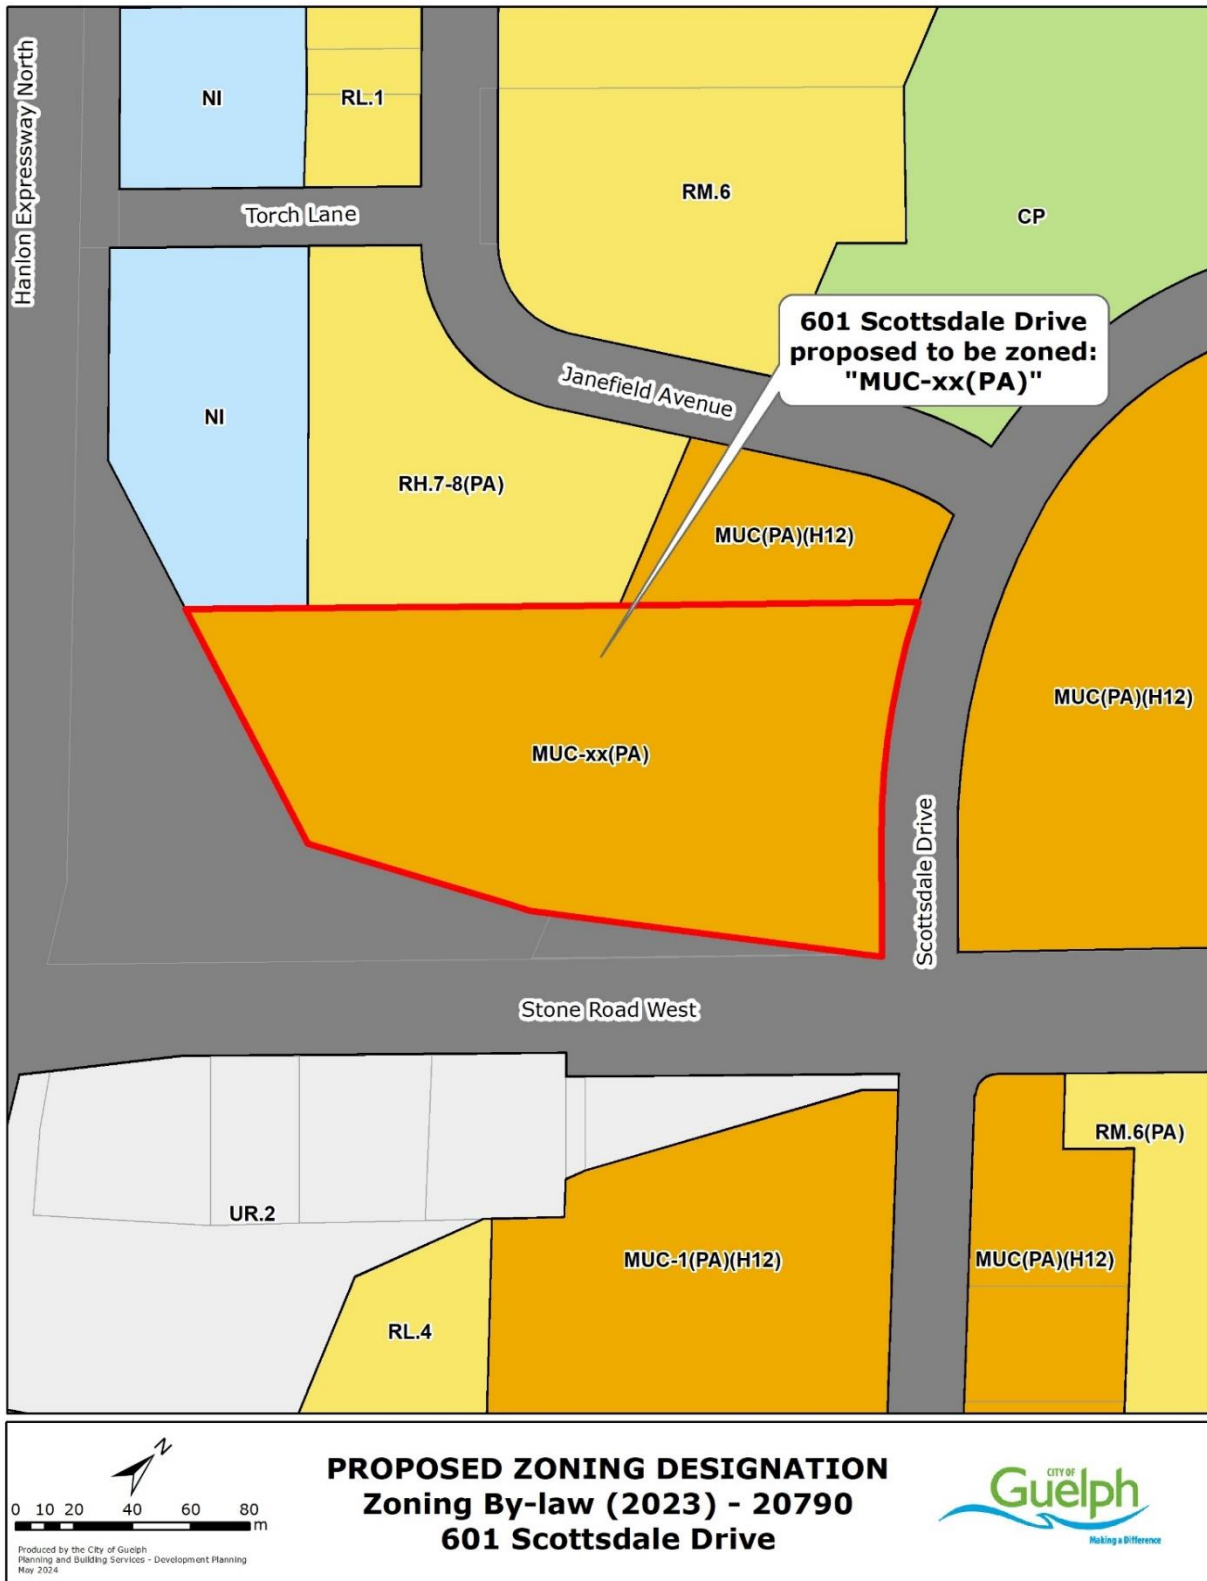 Hanlon Expressway North
NI
RL.1
Torch Lane
RM.6
CP
601 Scottsdale Drive
proposed to be zoned:
"MUC-xx(PA)"
Janefield Avenue
NI
RH.7-8(PA)
MUC(PA)(H12)
MUC(PA)(H12)
MUC-xx(PA)
Scottsdale Drive
Stone Road West
RM.6(PA)
UR.2
MUC-1(PA)(H12)
MUC(PA)(H12)
RL.4
N
0 10 20 40 60 80
m
Produced by the City of Guelph
Planning and Building Services - Development Planning
May 2024
PROPOSED ZONING DESIGNATION
Zoning By-law (2023) - 20790
601 Scottsdale Drive
CITY OF
Guelph
Making a Difference